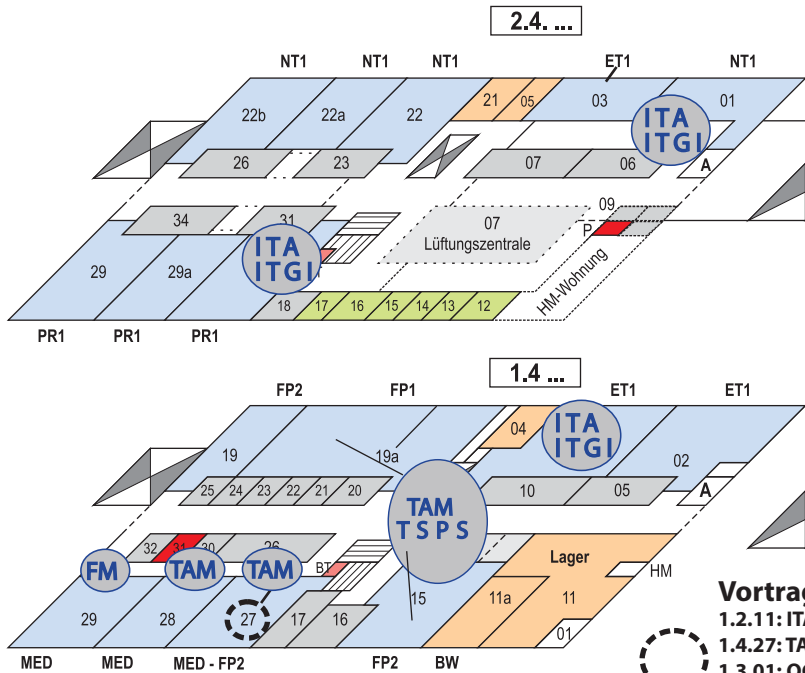 2.4. ...
NT1 NT1 NT1 ET1 NT1
22b 22a 22 21 05 03 01
ITA
ITGI
26 23 07 06 A
34 31 07 09
Lüftungszentrale
P
HM-Wohnung
ITA
ITGI
29 29a
18 17 16 15 14 13 12
PR1 PR1 PR1
1.4 ...
FP2 FP1 ET1 ET1
04
ITA
ITGI
19 19a 02
25 24 23 22 21 20 10 05 A
TAM
TSPS
32 31 30 26
Lager
BT
HM
FM TAM TAM
29 28 27 17 16 15 11a 11
01
MED MED MED - FP2 FP2 BW
Vortrag
1.2.11: ITA
1.4.27: TA